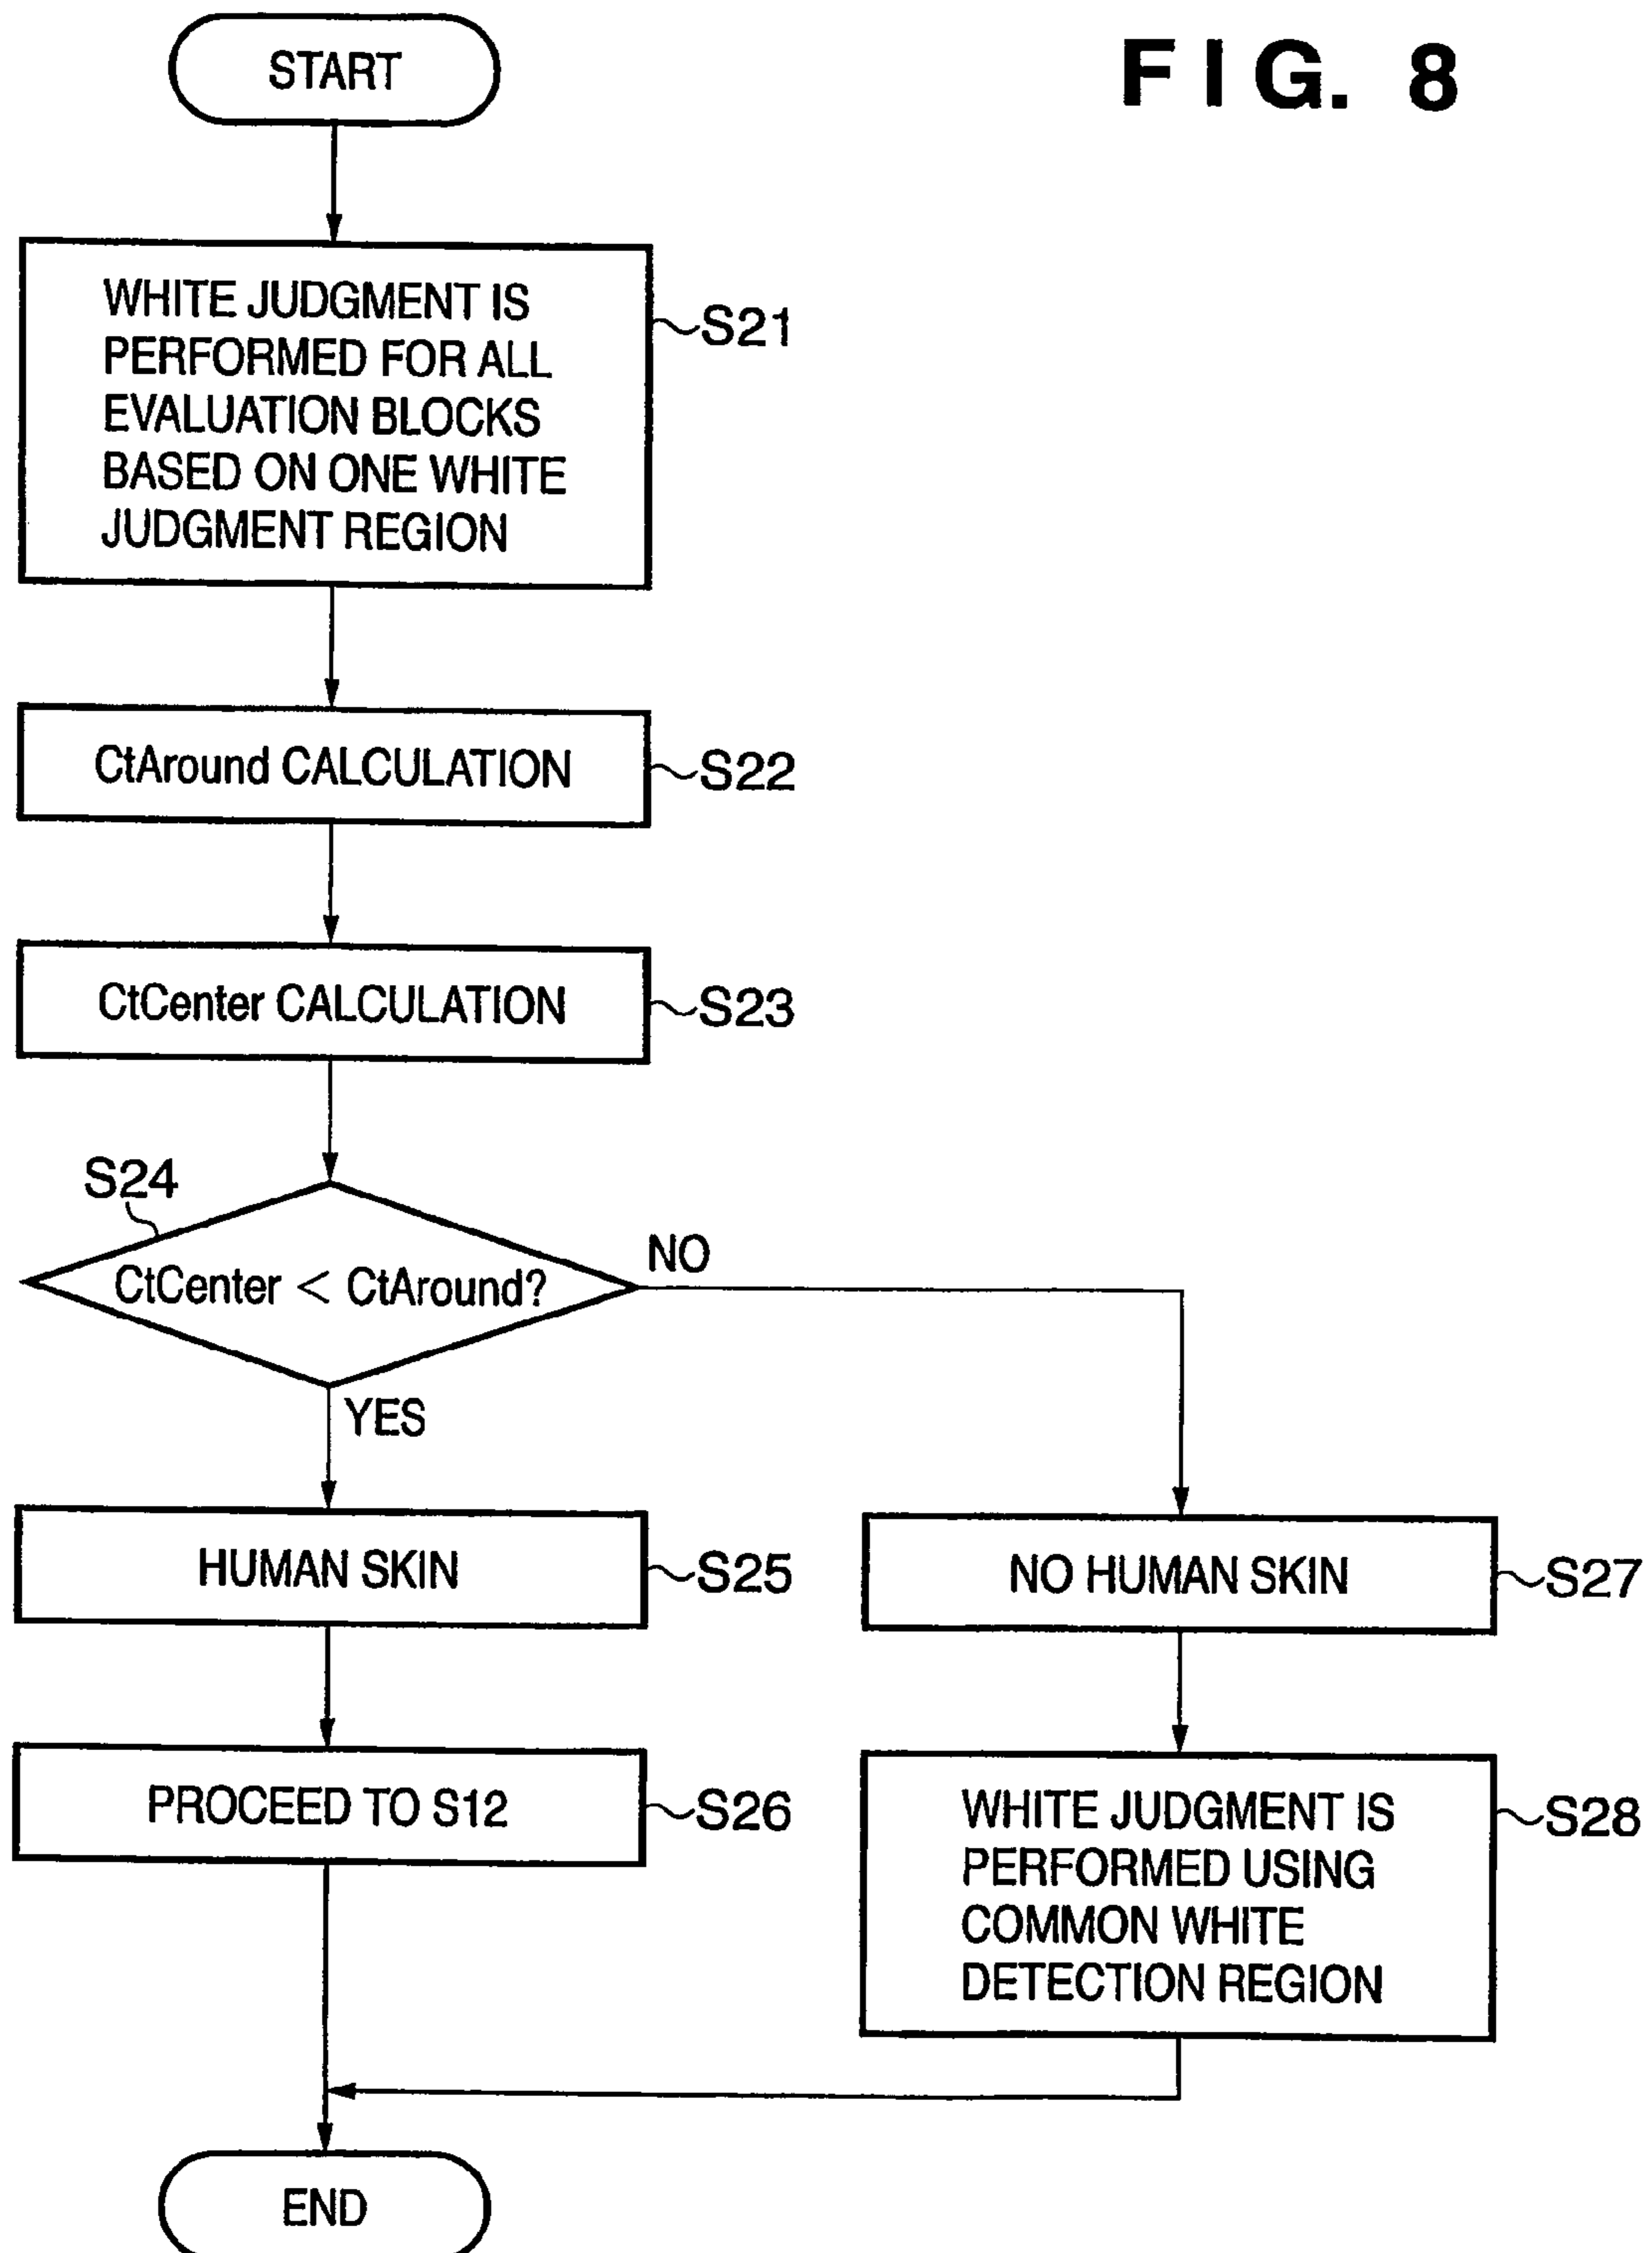 FIG. 8
START
WHITE JUDGMENT IS
PERFORMED FOR ALL
EVALUATION BLOCKS
BASED ON ONE WHITE
JUDGMENT REGION
S21
CtAround CALCULATION
S22
CtCenter CALCULATION
S23
S24
CtCenter < CtAround?
NO
YES
HUMAN SKIN
S25
NO HUMAN SKIN
S27
PROCEED TO S12
S26
WHITE JUDGMENT IS
PERFORMED USING
COMMON WHITE
DETECTION REGION
S28
END